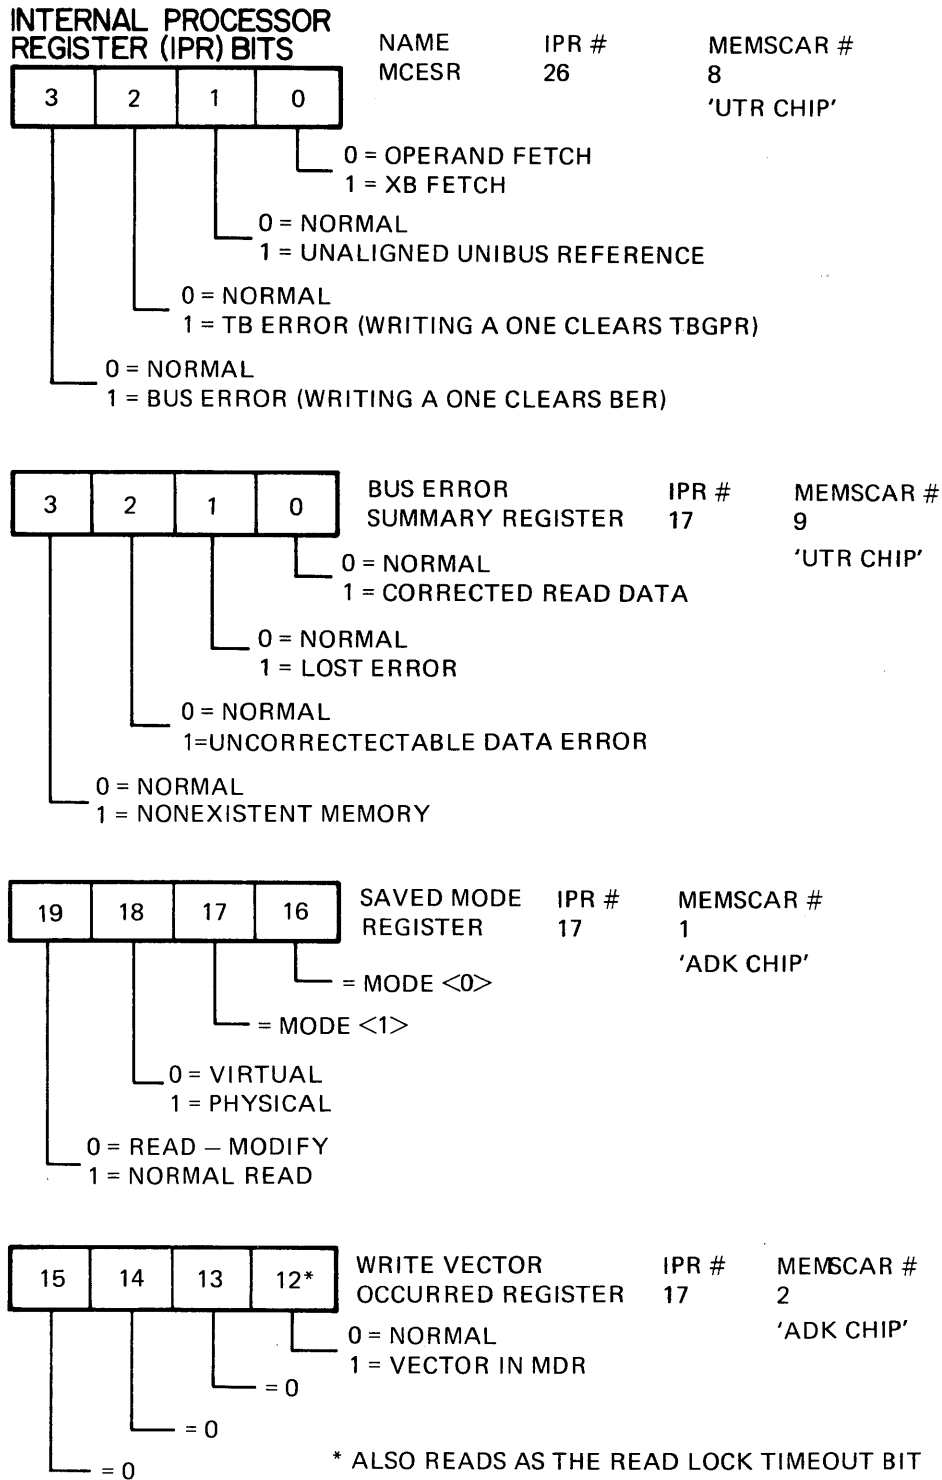 INTERNAL PROCESSOR
REGISTER (IPR) BITS
NAME IPR # MEMSCAR #
MCESR 26 8
'UTR CHIP'
3 2 1 0
0 = OPERAND FETCH
1 = XB FETCH
0 = NORMAL
1 = UNALIGNED UNIBUS REFERENCE
0 = NORMAL
1 = TB ERROR (WRITING A ONE CLEARS TBGPR)
0 = NORMAL
1 = BUS ERROR (WRITING A ONE CLEARS BER)
3 2 1 0
BUS ERROR IPR # MEMSCAR #
SUMMARY REGISTER 17 9
'UTR CHIP'
0 = NORMAL
1 = CORRECTED READ DATA
0 = NORMAL
1 = LOST ERROR
0 = NORMAL
1=UNCORRECTECTABLE DATA ERROR
0 = NORMAL
1 = NONEXISTENT MEMORY
19 18 17 16
SAVED MODE IPR # MEMSCAR #
REGISTER 17 1
'ADK CHIP'
= MODE <0>
= MODE <1>
0 = VIRTUAL
1 = PHYSICAL
0 = READ — MODIFY
1 = NORMAL READ
15 14 13 12*
WRITE VECTOR IPR # MEMSCAR #
OCCURRED REGISTER 17 2
'ADK CHIP'
0 = NORMAL
1 = VECTOR IN MDR
= 0
= 0
= 0
* ALSO READS AS THE READ LOCK TIMEOUT BIT